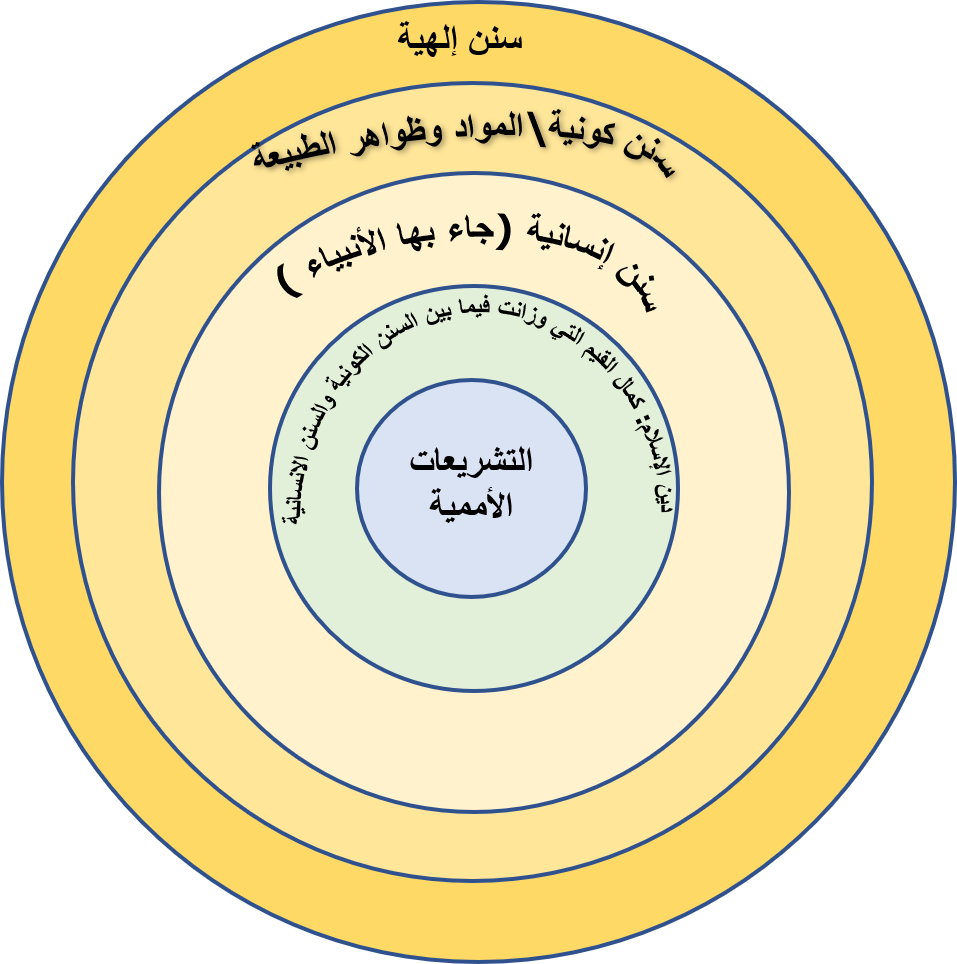 سنن إلهية
سنن كونية\المواد وظواهر الطبيعة
سنن إنسانية (جاء بها الأنبياء )
دين الإسلام: كمال القيم التي وزانت فيما بين السنن الكونية والسنن الانسانية
التشريعات
الأممية